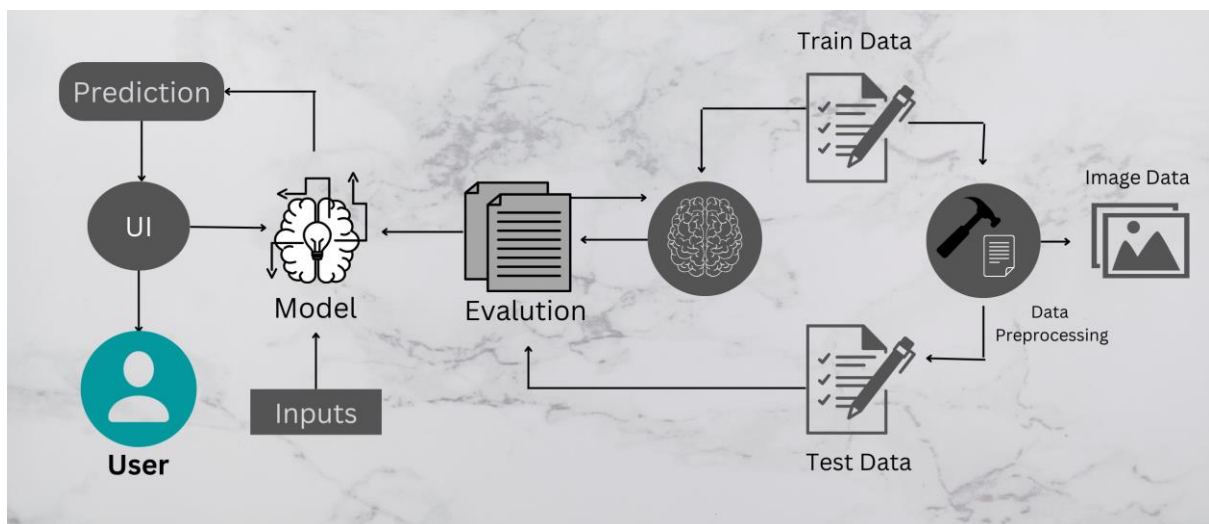 Train Data
Prediction
Image Data
UI
Model
Evalution
Data
Preprocessing
Inputs
User
Test Data